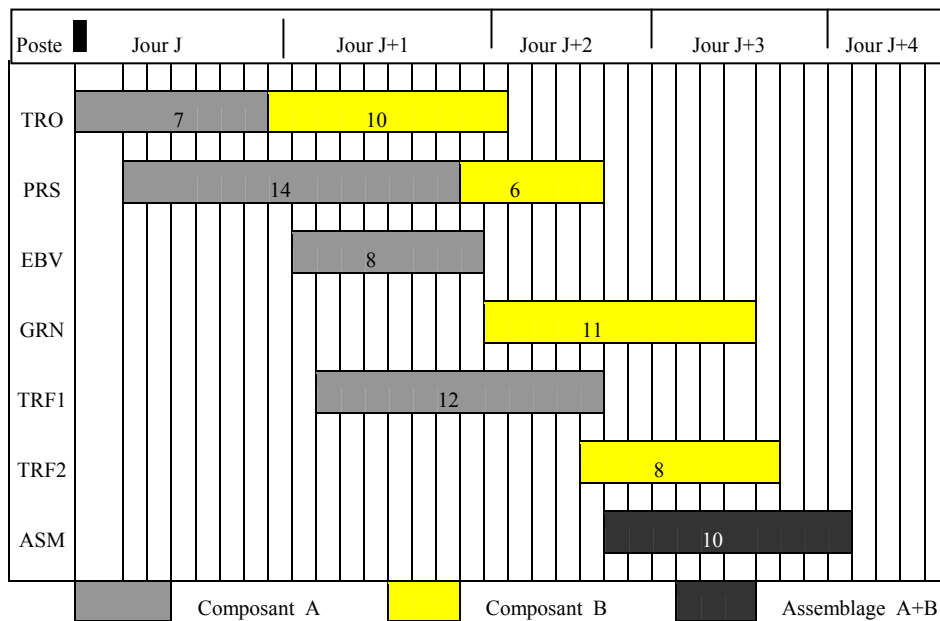 Poste Jour J Jour J+1 Jour J+2 Jour J+3 Jour J+4
TRO 7 10
PRS 14 6
EBV 8
GRN 11
TRF1 12
TRF2 8
ASM 10
Composant A Composant B Assemblage A+B